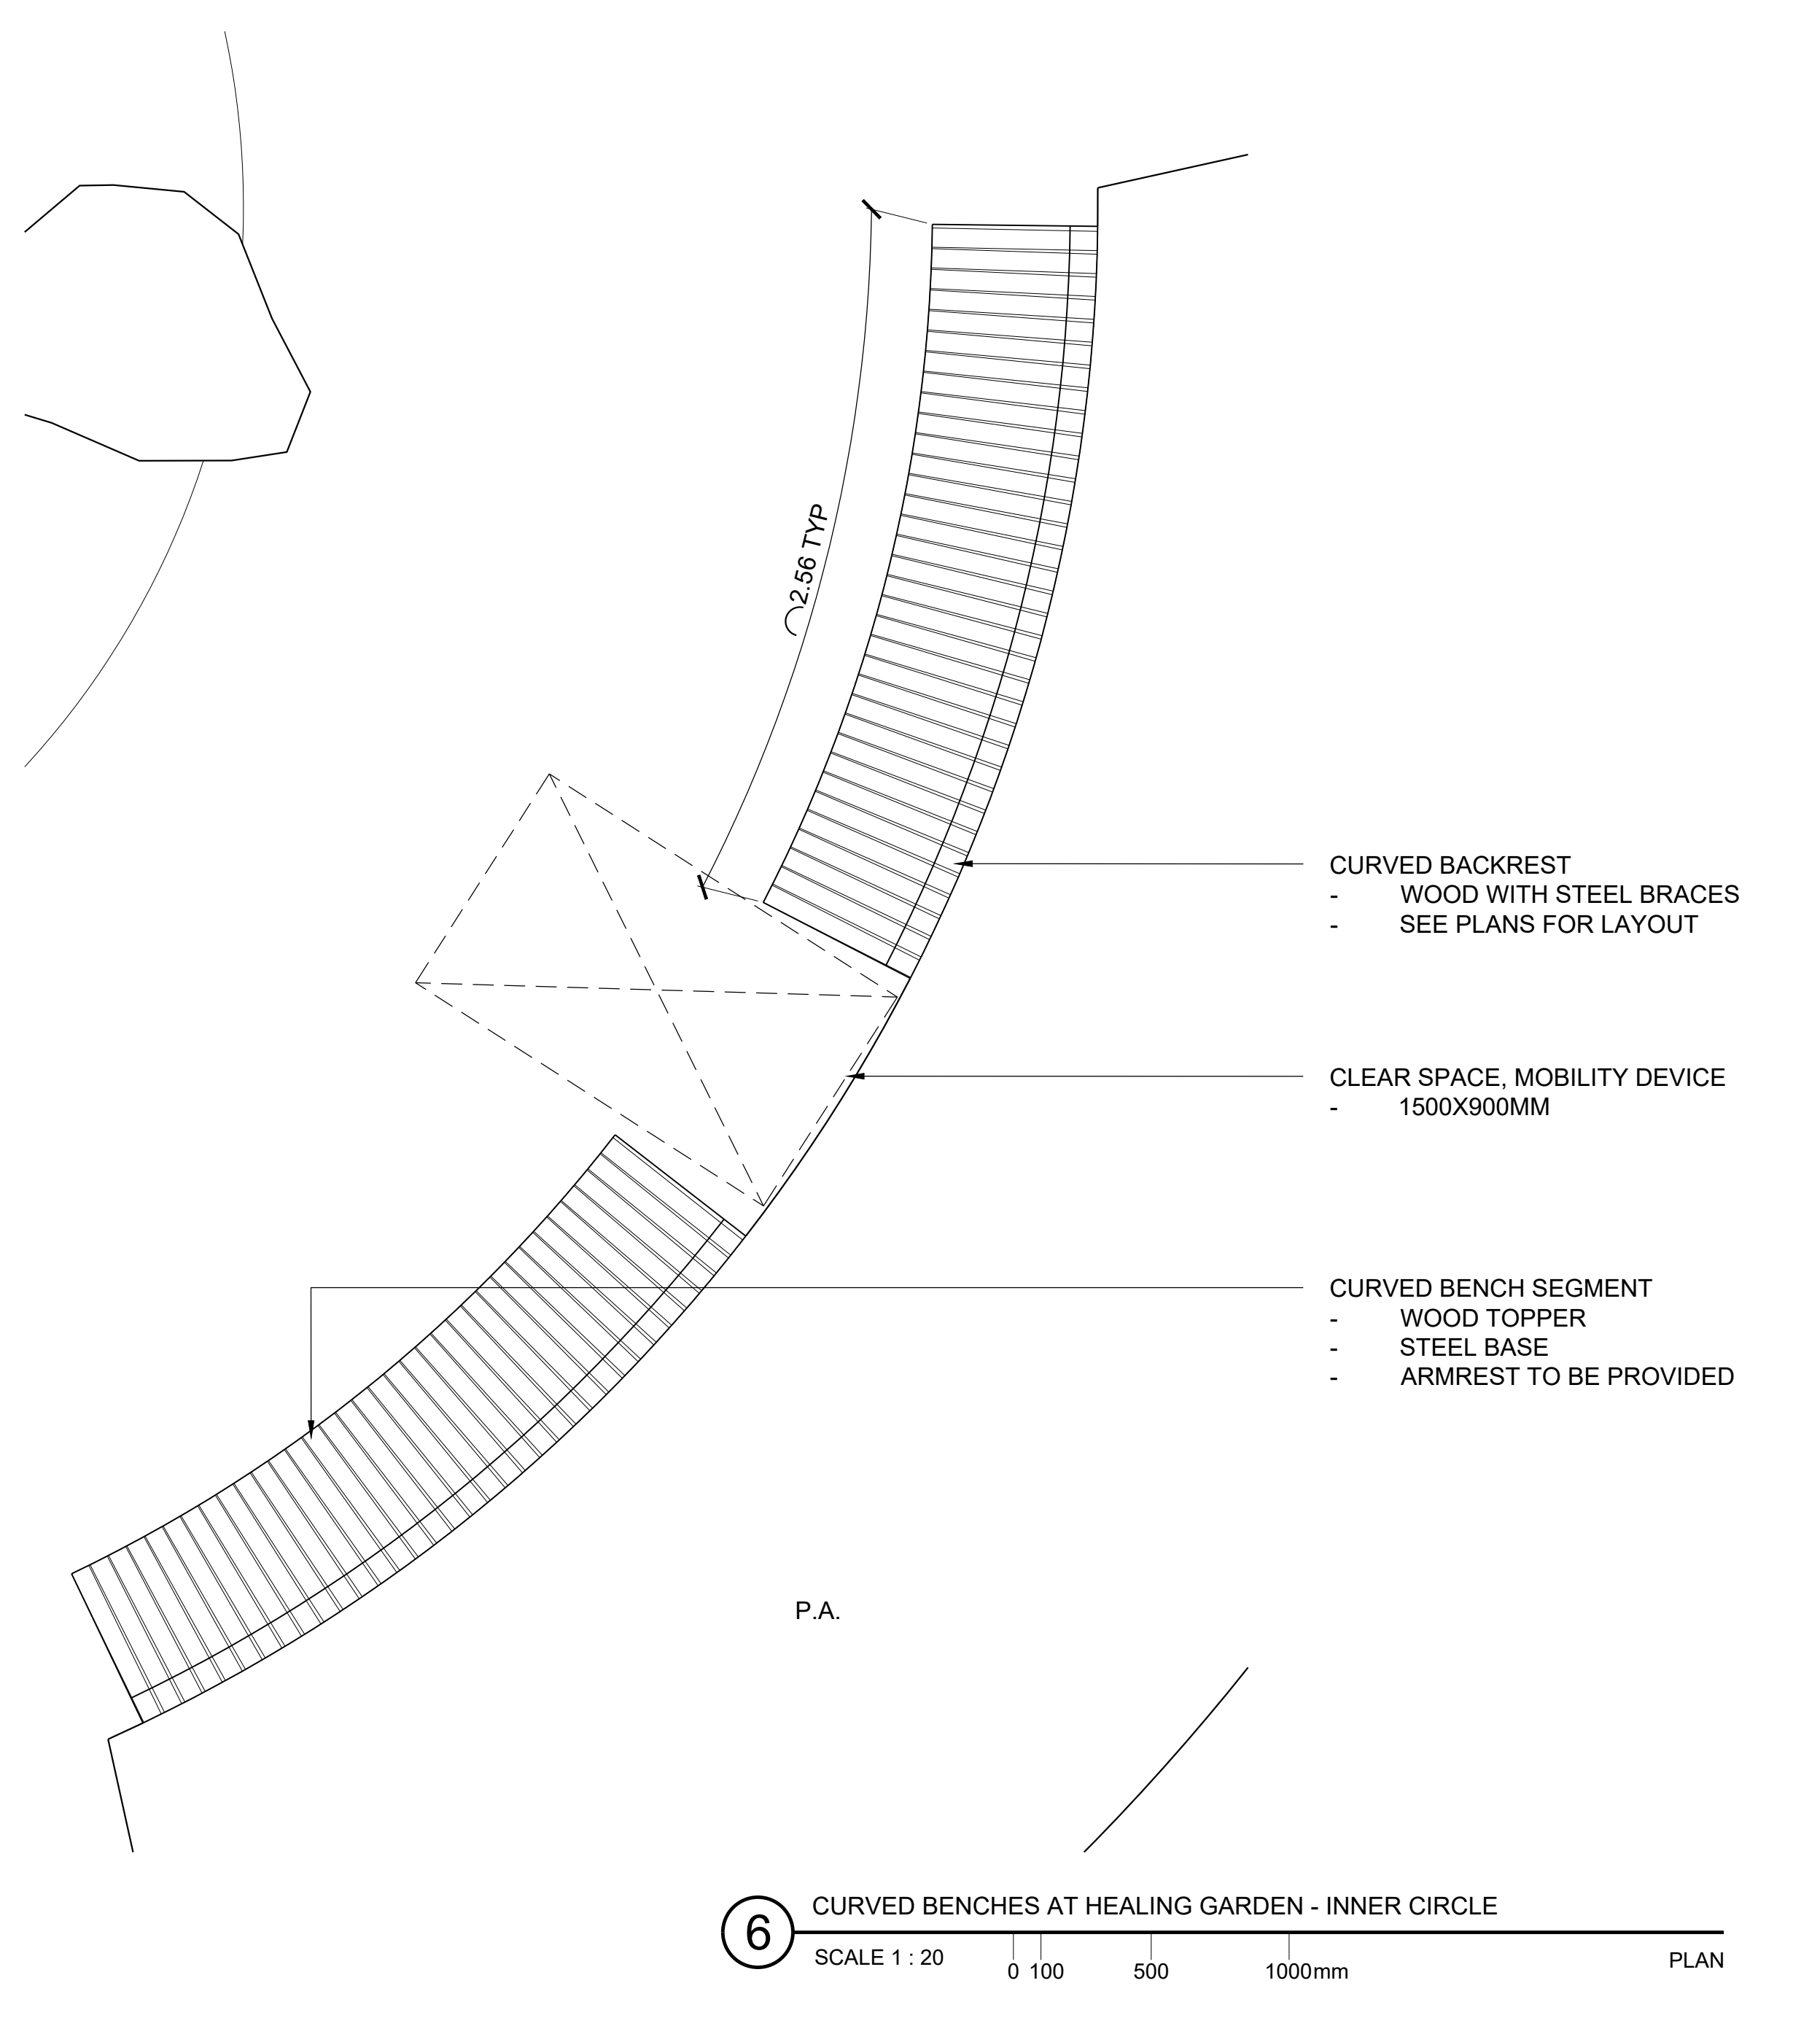 2.56 TYP
CURVED BACKREST
- WOOD WITH STEEL BRACES
- SEE PLANS FOR LAYOUT
CLEAR SPACE, MOBILITY DEVICE
- 1500X900MM
CURVED BENCH SEGMENT
- WOOD TOPPER
- STEEL BASE
- ARMREST TO BE PROVIDED
P.A.
6
CURVED BENCHES AT HEALING GARDEN - INNER CIRCLE
SCALE 1 : 20
0 100 500 1000mm
PLAN